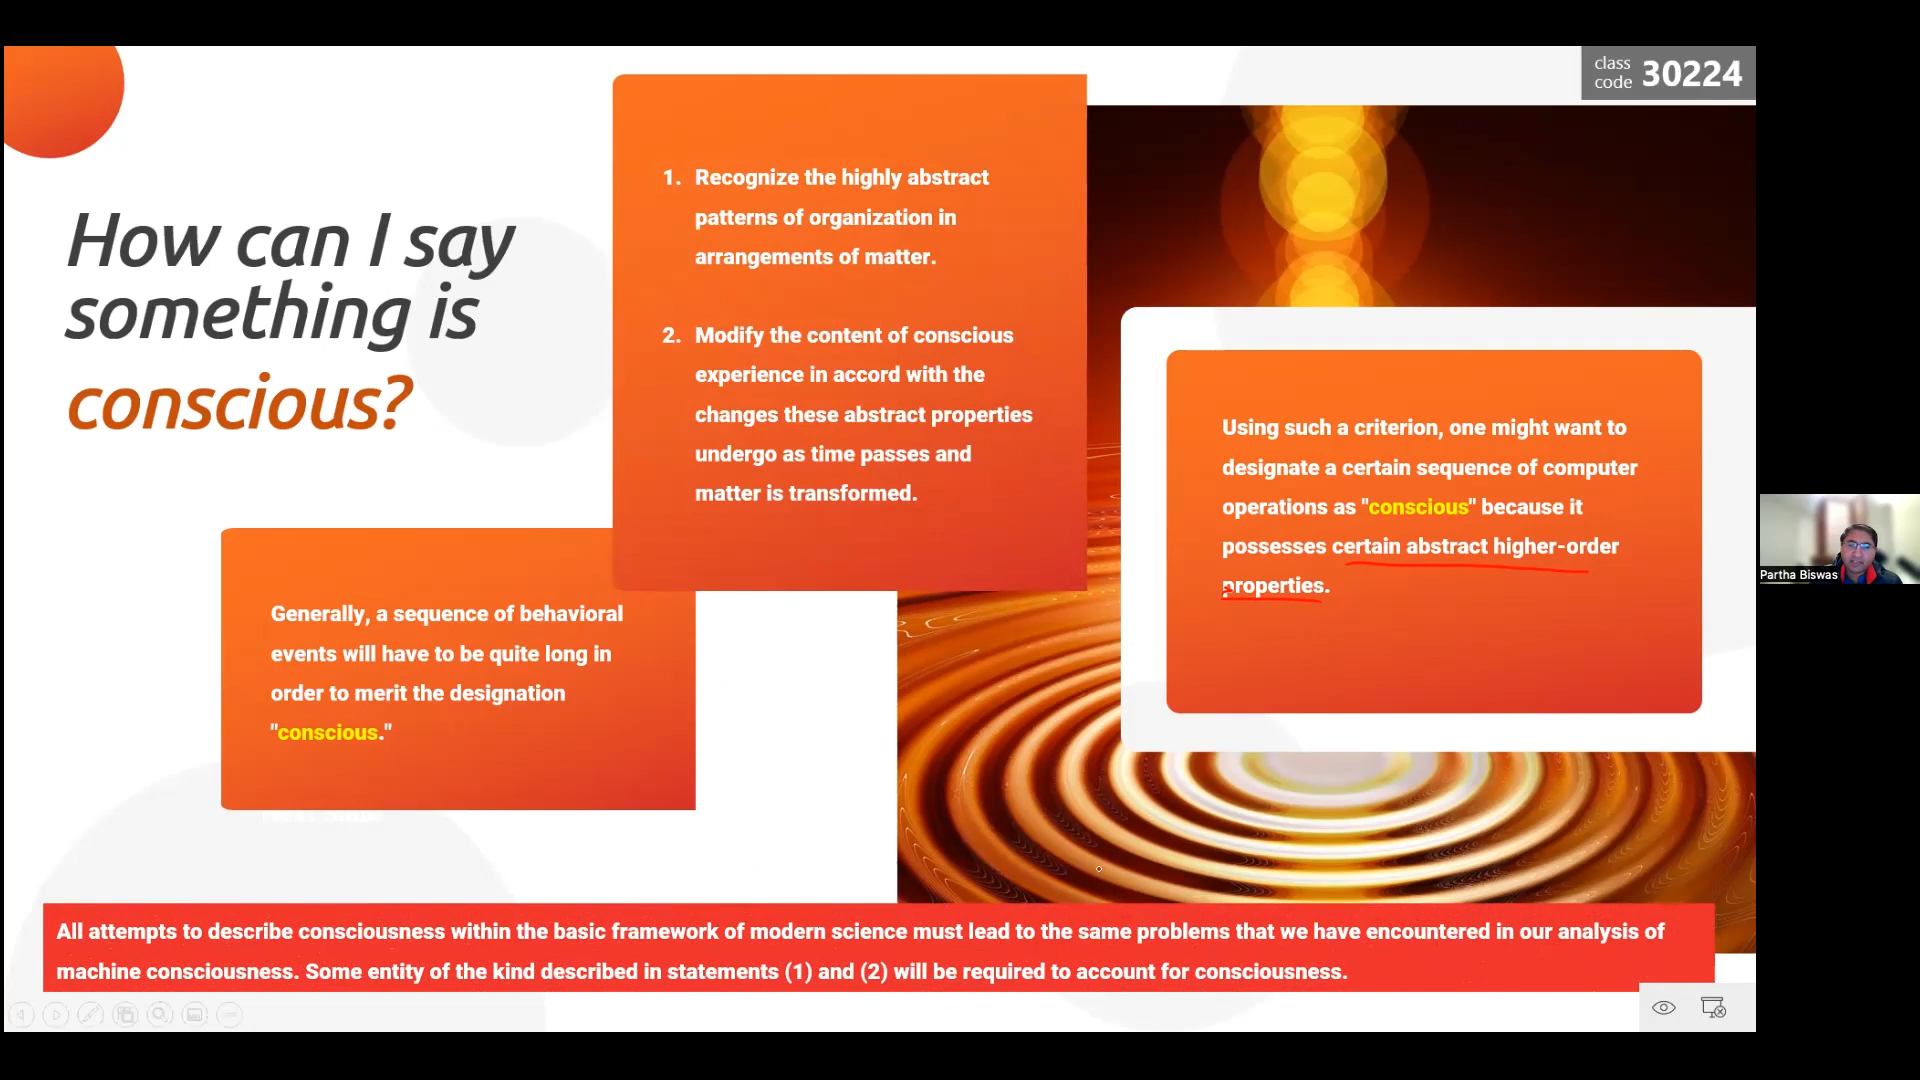 class
code 30224
How can I say
something is
conscious?
1. Recognize the highly abstract
patterns of organization in
arrangements of matter.
2. Modify the content of conscious
experience in accord with the
changes these abstract properties
undergo as time passes and
matter is transformed.
Using such a criterion, one might want to
designate a certain sequence of computer
operations as "conscious" because it
possesses certain abstract higher-order
properties.
Generally, a sequence of behavioral
events will have to be quite long in
order to merit the designation
"conscious."
All attempts to describe consciousness within the basic framework of modern science must lead to the same problems that we have encountered in our analysis of
machine consciousness. Some entity of the kind described in statements (1) and (2) will be required to account for consciousness.
Partha Biswas